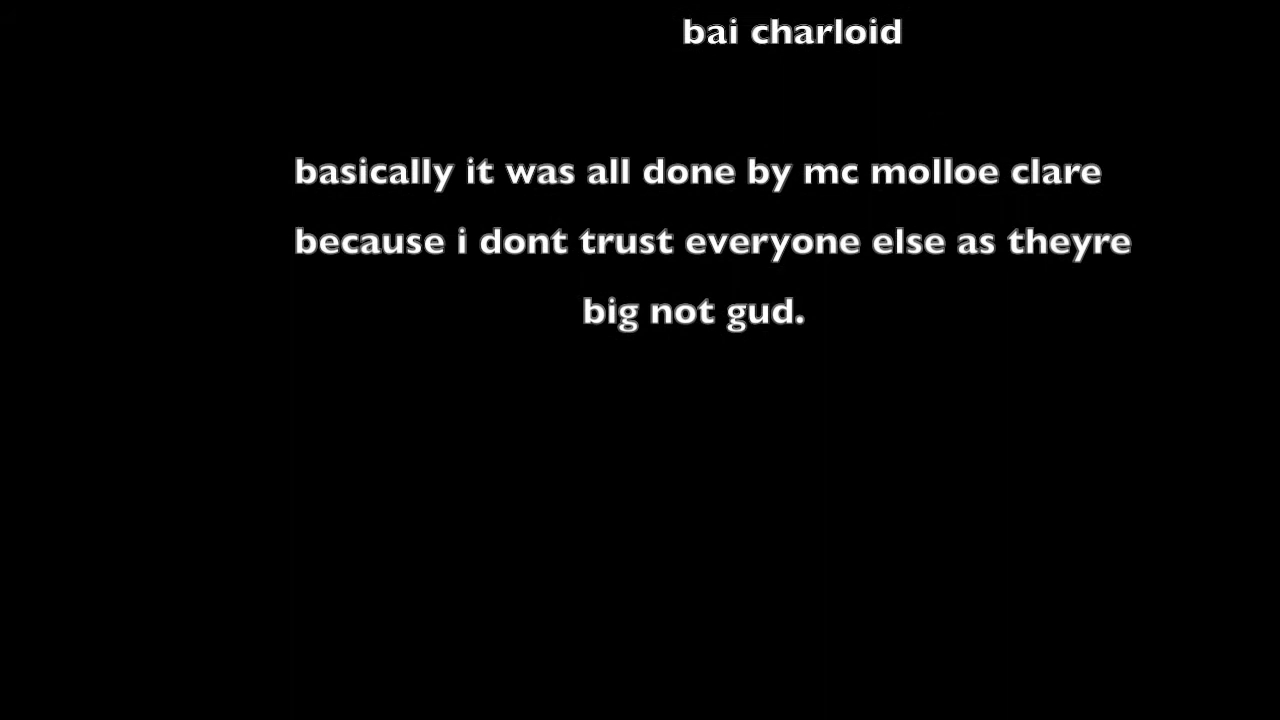 bai charloid
basically it was all done by mc molloe clare
because i dont trust everyone else as theyre
big not gud.